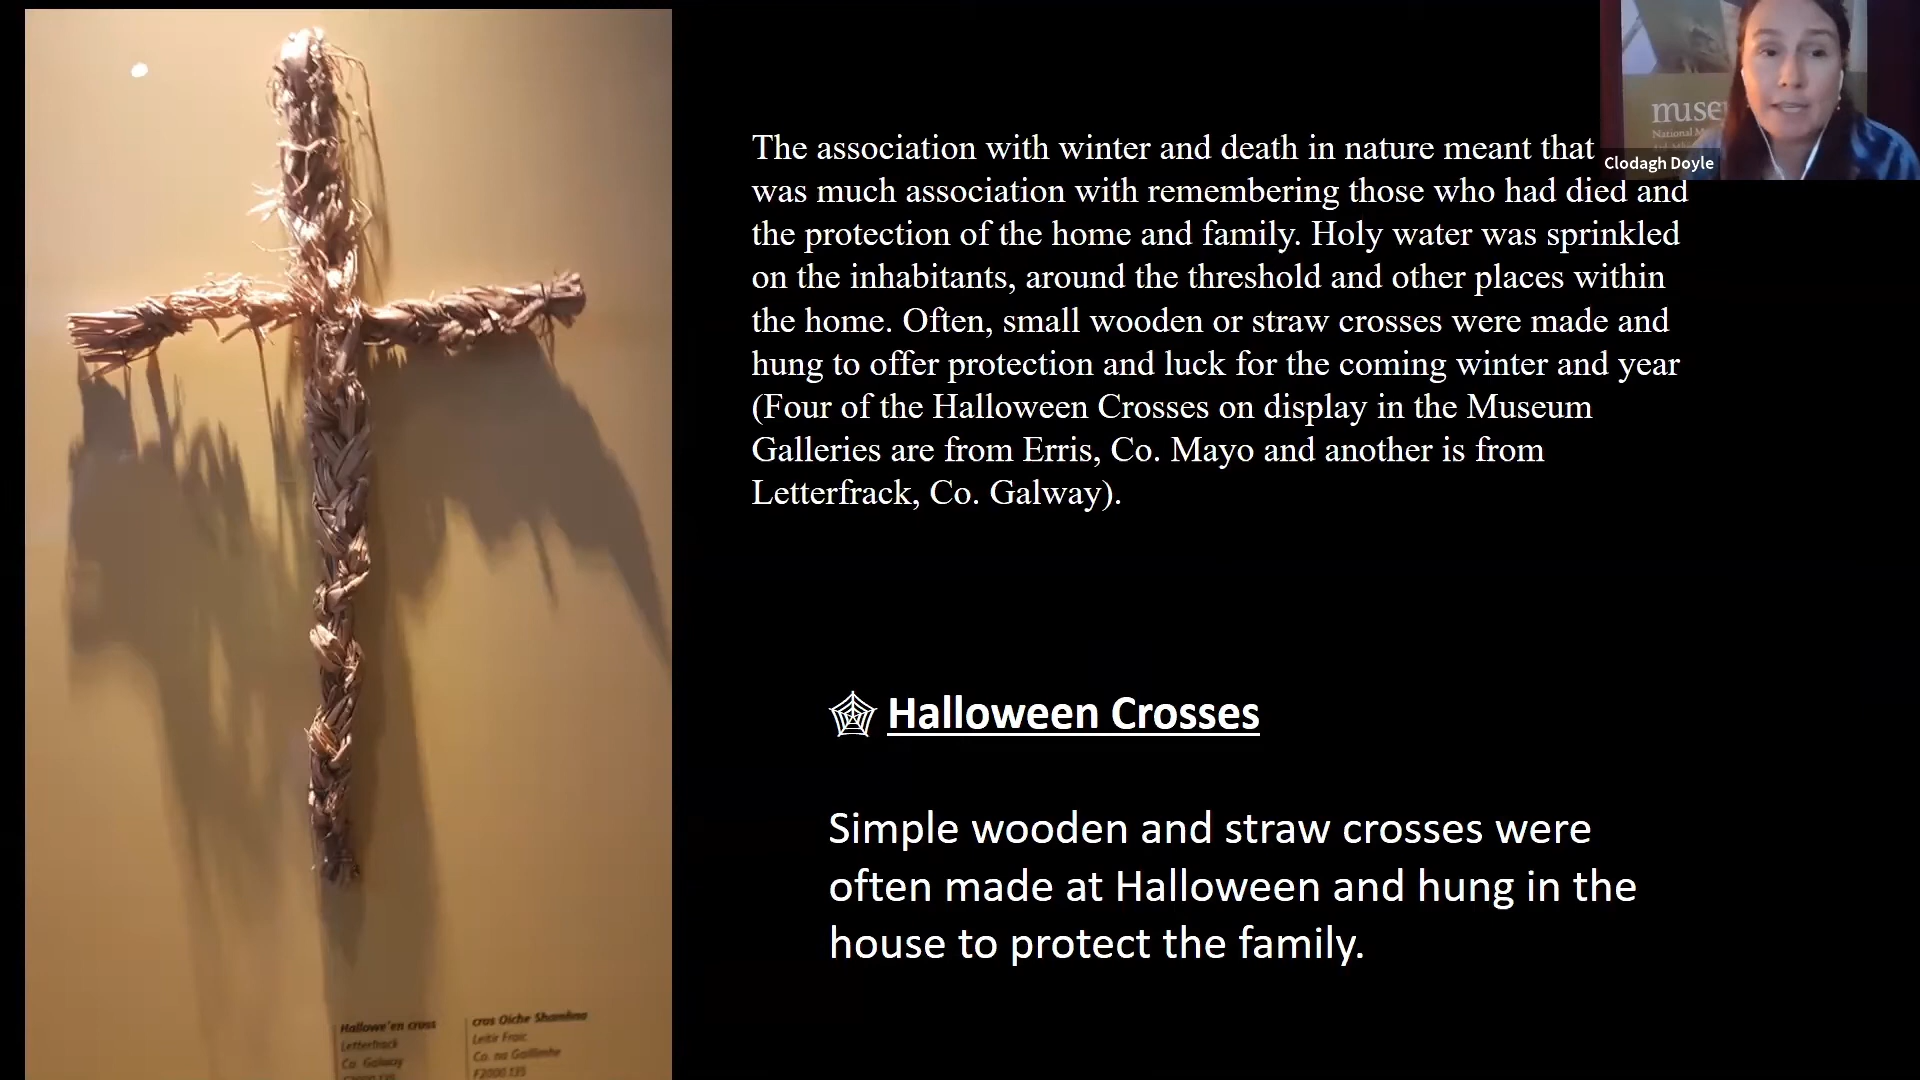 The association with winter and death in nature meant that
was much association with remembering those who had died and
the protection of the home and family. Holy water was sprinkled
on the inhabitants, around the threshold and other places within
the home. Often, small wooden or straw crosses were made and
hung to offer protection and luck for the coming winter and year
(Four of the Halloween Crosses on display in the Museum
Galleries are from Erris, Co. Mayo and another is from
Letterfrack, Co. Galway).
Halloween Crosses
Simple wooden and straw crosses were
often made at Halloween and hung in the
house to protect the family.
muse
National M
Clodagh Doyle
Hallowe'en cross
Letterfrack
Co. Galway
cros Oíche Shamhna
Leitir Fraic
Co. na Gaillimhe
F2000.135